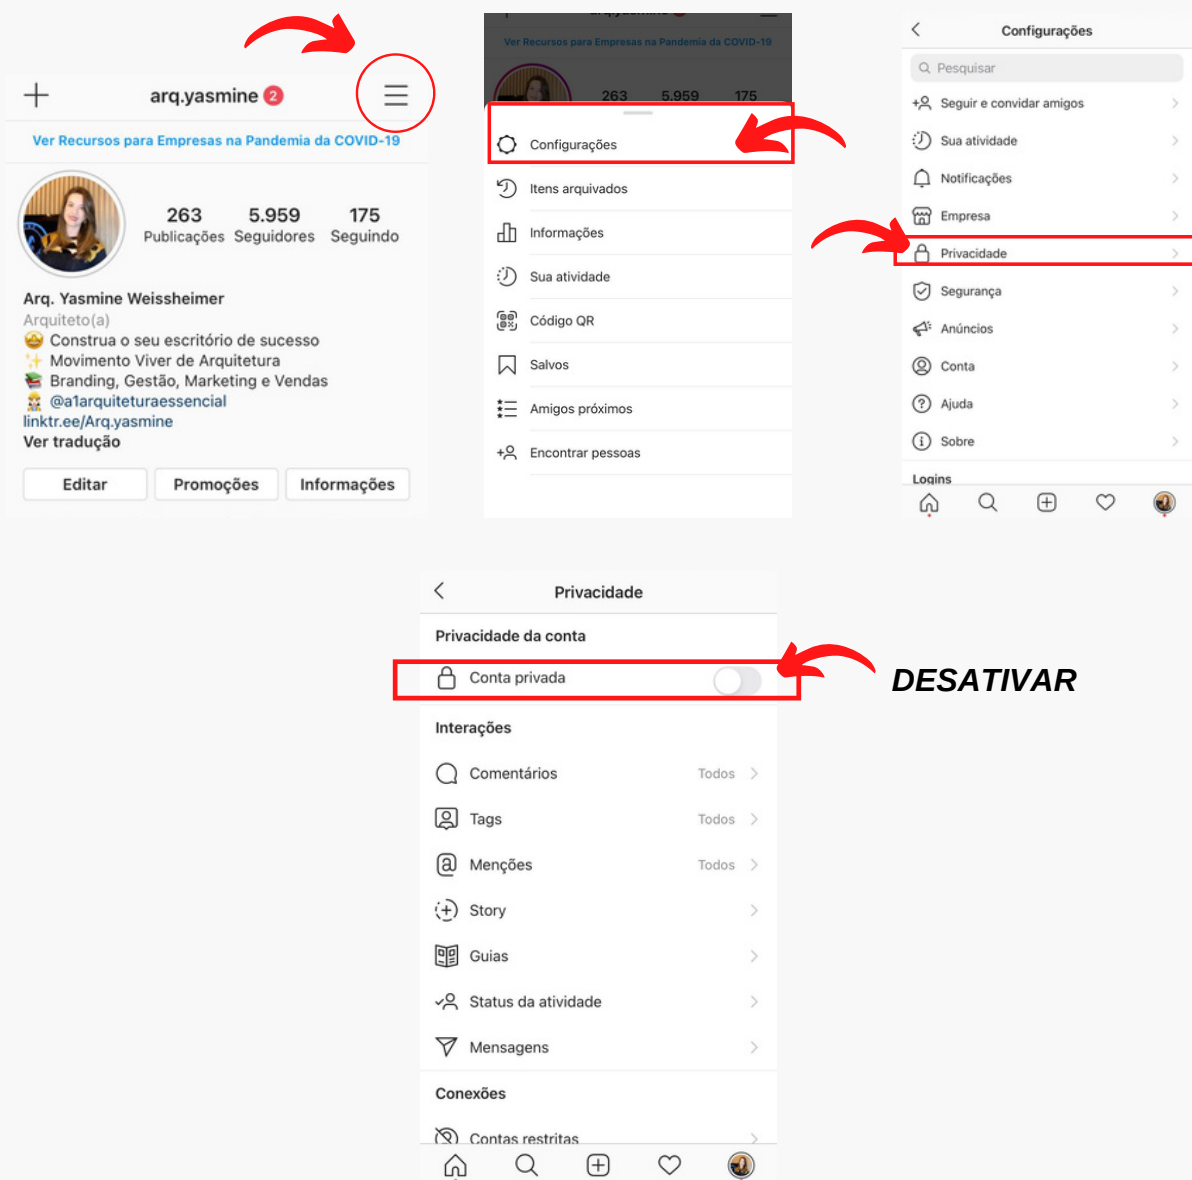 arq.yasmine 2
Ver Recursos para Empresas na Pandemia da COVID-19
263 5.959 175
Publicações Seguidores Seguindo
Arq. Yasmine Weissheimer
Arquiteto(a)
Construa o seu escritório de sucesso
Movimento Viver de Arquitetura
Branding, Gestão, Marketing e Vendas
@a1arquiteturaessencial
linktr.ee/Arq.yasmine
Ver tradução
Editar Promoções Informações
Ver Recursos para Empresas na Pandemia da COVID-19
263 5.959 175
Configurações
Itens arquivados
Informações
Sua atividade
Código QR
Salvos
Amigos próximos
Encontrar pessoas
Configurações
Pesquisar
Seguir e convidar amigos
Sua atividade
Notificações
Empresa
Privacidade
Segurança
Anúncios
Conta
Ajuda
Sobre
Logins
Privacidade
Privacidade da conta
Conta privada
DESATIVAR
Interações
Comentários Todos
Tags Todos
Menções Todos
Story
Guias
Status da atividade
Mensagens
Conexões
Contas restritas